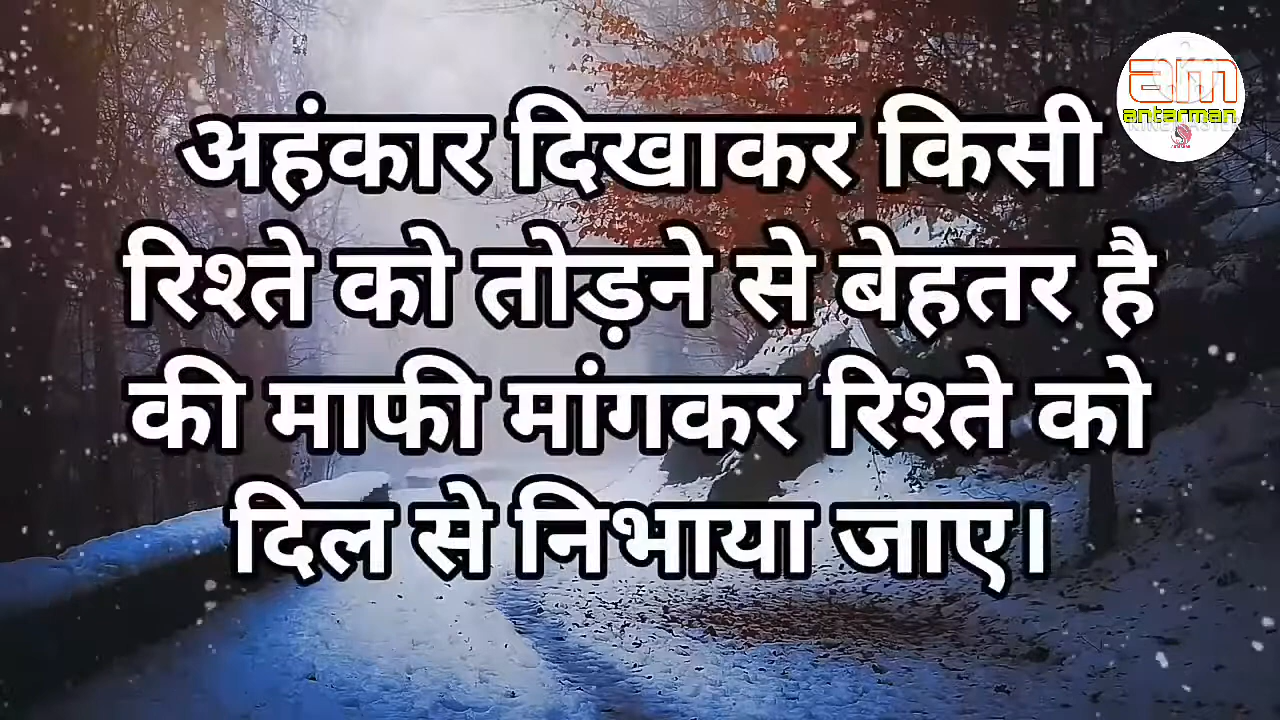 am
antarman
अहंकार दिखाकर किसी
रिश्ते को तोड़ने से बेहतर है
की माफी मांगकर रिश्ते को
दिल से निभाया जाए।